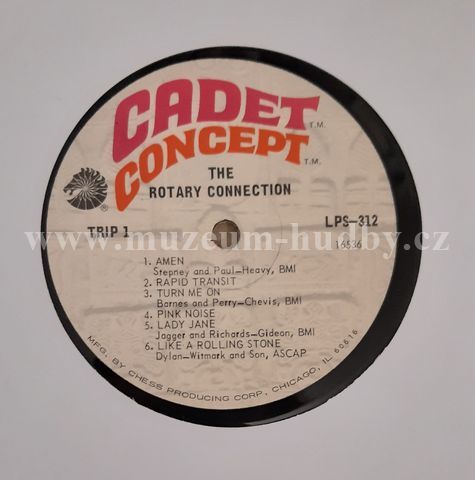 CADET T.M.
CONCEPT T.M.
THE
ROTARY CONNECTION
®
TRIP 1 LPS-312
16536
www.muzeum-hudby.cz
1. AMEN
Stepney and Paul-Heavy, BMI
2. RAPID TRANSIT
3. TURN ME ON
Barnes and Perry-Chevis, BMI
4. PINK NOISE
5. LADY JANE
Jagger and Richards-Gideon, BMI
6. LIKE A ROLLING STONE
Dylan-Witmark and Son, ASCAP
MFG. BY CHESS PRODUCING CORP., CHICAGO, IL 60616